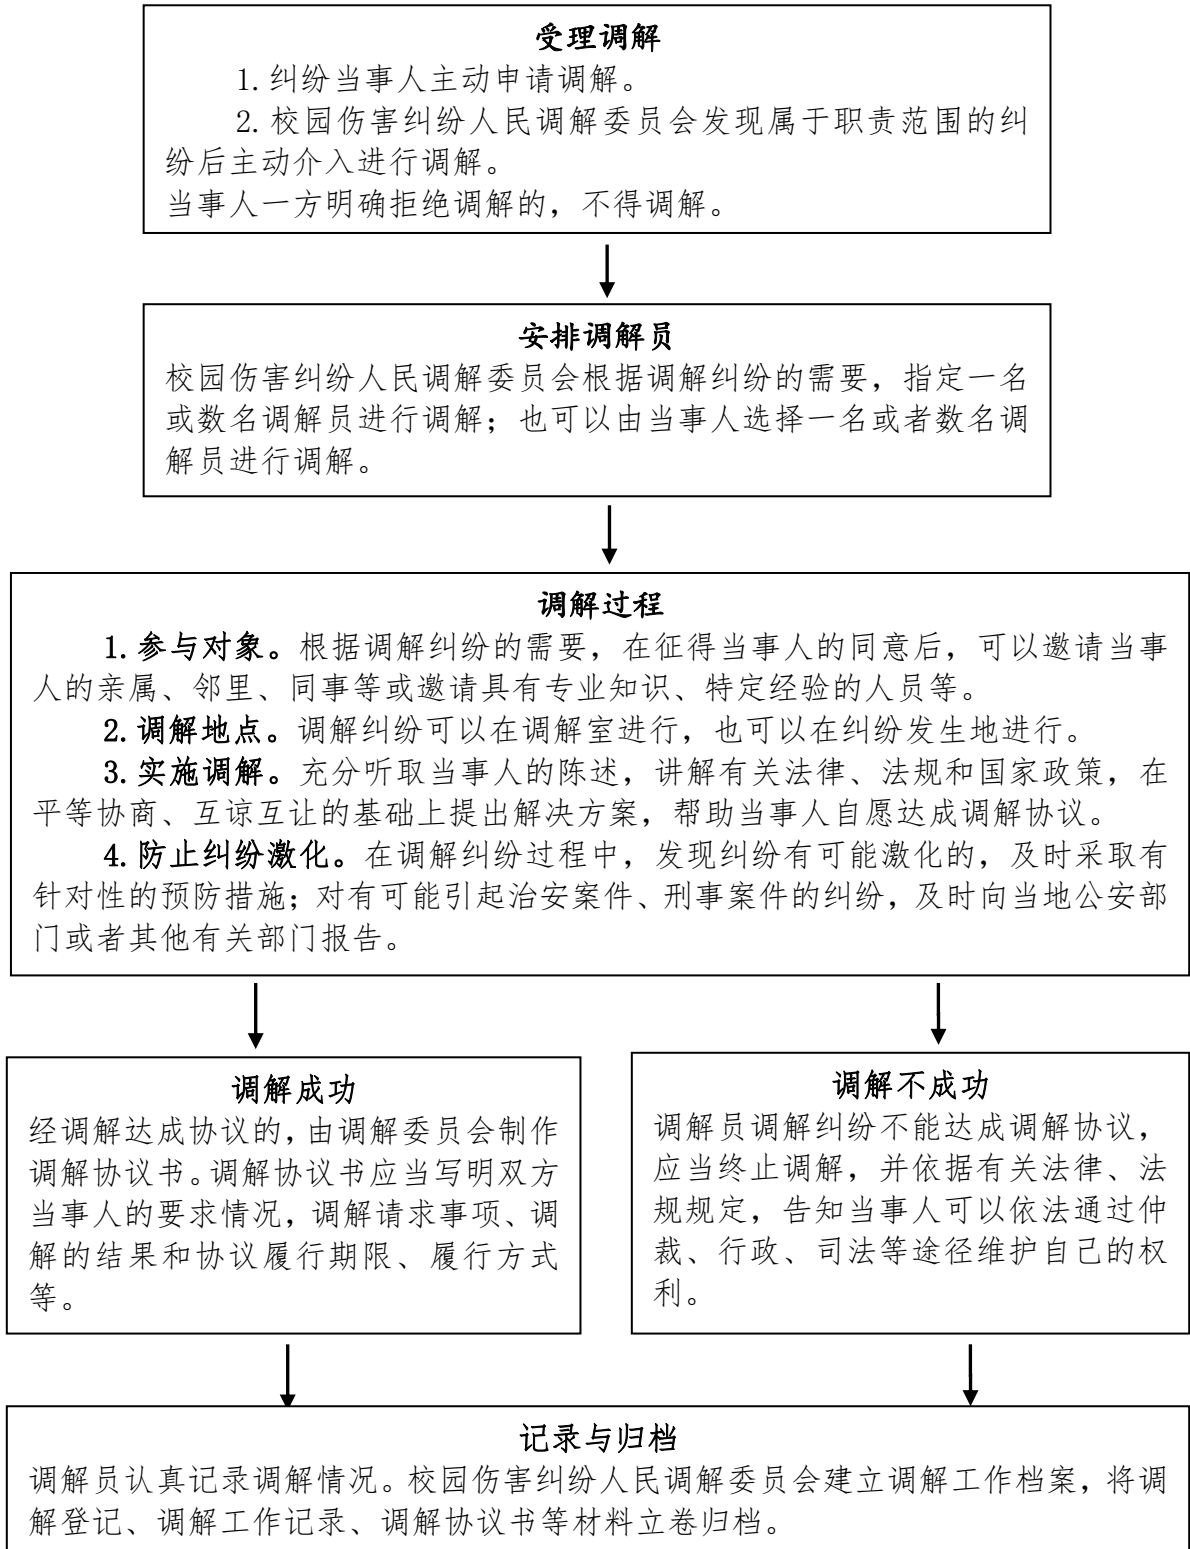 受理调解
1.纠纷当事人主动申请调解。
2.校园伤害纠纷人民调解委员会发现属于职责范围的纠
纷后主动介入进行调解。
当事人一方明确拒绝调解的，不得调解。
安排调解员
校园伤害纠纷人民调解委员会根据调解纠纷的需要，指定一名
或数名调解员进行调解；也可以由当事人选择一名或者数名调
解员进行调解。
调解过程
1.参与对象。根据调解纠纷的需要，在征得当事人的同意后，可以邀请当事
人的亲属、邻里、同事等或邀请具有专业知识、特定经验的人员等。
2.调解地点。调解纠纷可以在调解室进行，也可以在纠纷发生地进行。
3.实施调解。充分听取当事人的陈述，讲解有关法律、法规和国家政策，在
平等协商、互谅互让的基础上提出解决方案，帮助当事人自愿达成调解协议。
4.防止纠纷激化。在调解纠纷过程中，发现纠纷有可能激化的，及时采取有
针对性的预防措施；对有可能引起治安案件、刑事案件的纠纷，及时向当地公安部
门或者其他有关部门报告。
调解成功
经调解达成协议的，由调解委员会制作
调解协议书。调解协议书应当写明双方
当事人的要求情况，调解请求事项、调
解的结果和协议履行期限、履行方式
等。
调解不成功
调解员调解纠纷不能达成调解协议，
应当终止调解，并依据有关法律、法
规规定，告知当事人可以依法通过仲
裁、行政、司法等途径维护自己的权
利。
记录与归档
调解员认真记录调解情况。校园伤害纠纷人民调解委员会建立调解工作档案，将调
解登记、调解工作记录、调解协议书等材料立卷归档。